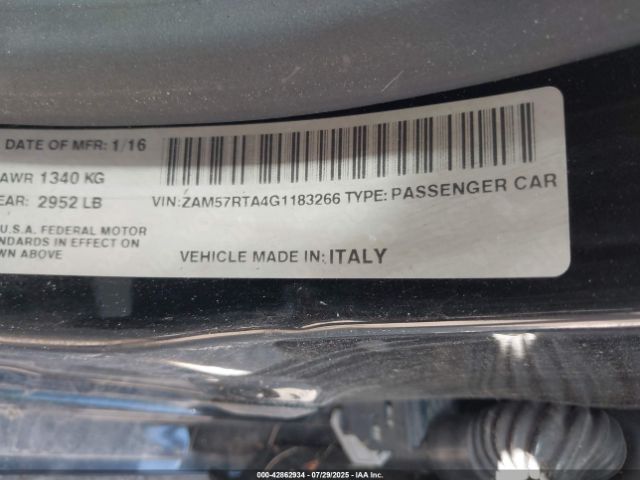 DATE OF MFR: 1/16
AWR 1340 KG
EAR: 2952 LB
VIN:ZAM57RTA4G1183266 TYPE: PASSENGER CAR
U.S.A. FEDERAL MOTOR
NDARDS IN EFFECT ON
WN ABOVE
VEHICLE MADE IN: ITALY
000-42862934 - 07/29/2025 - IAA Inc.